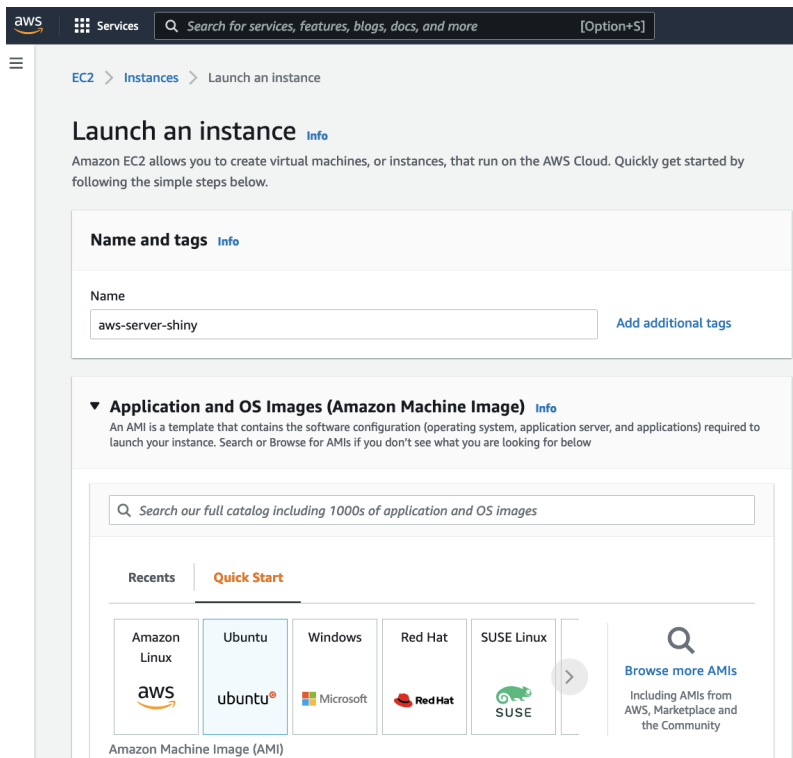 aws
Services
Search for services, features, blogs, docs, and more
[Option+S]
EC2 > Instances > Launch an instance
Launch an instance Info
Amazon EC2 allows you to create virtual machines, or instances, that run on the AWS Cloud. Quickly get started by
following the simple steps below.
Name and tags Info
Name
aws-server-shiny
Add additional tags
Application and OS Images (Amazon Machine Image) Info
An AMI is a template that contains the software configuration (operating system, application server, and applications) required to
launch your instance. Search or Browse for AMIs if you don't see what you are looking for below
Search our full catalog including 1000s of application and OS images
Recents
Quick Start
Amazon
Linux
aws
Ubuntu
ubuntu
Windows
Microsoft
Red Hat
Red Hat
SUSE Linux
SUSE
Browse more AMIs
Including AMIs from
AWS, Marketplace and
the Community
Amazon Machine Image (AMI)